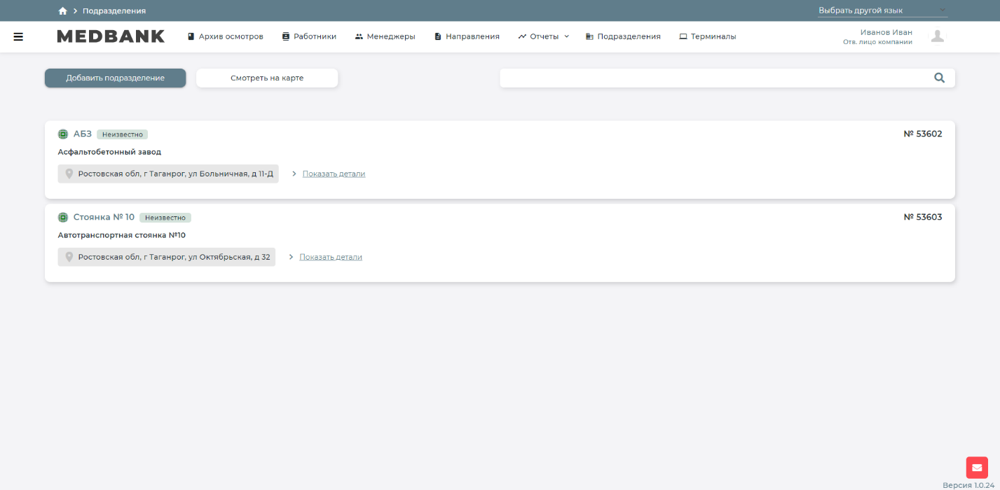 Подразделения
Выбрать другой язык
MEDBANK
Архив осмотров
Работники
Менеджеры
Направления
Отчеты
Подразделения
Терминалы
Иванов Иван
Отв. лицо компании
Добавить подразделение
Смотреть на карте
АБЗ Неизвестно № 53602
Асфальтобетонный завод
Ростовская обл, г Таганрог, ул Больничная, д 11-Д Показать детали
Стоянка № 10 Неизвестно № 53603
Автотранспортная стоянка №10
Ростовская обл, г Таганрог, ул Октябрьская, д 32 Показать детали
Версия 1.0.24